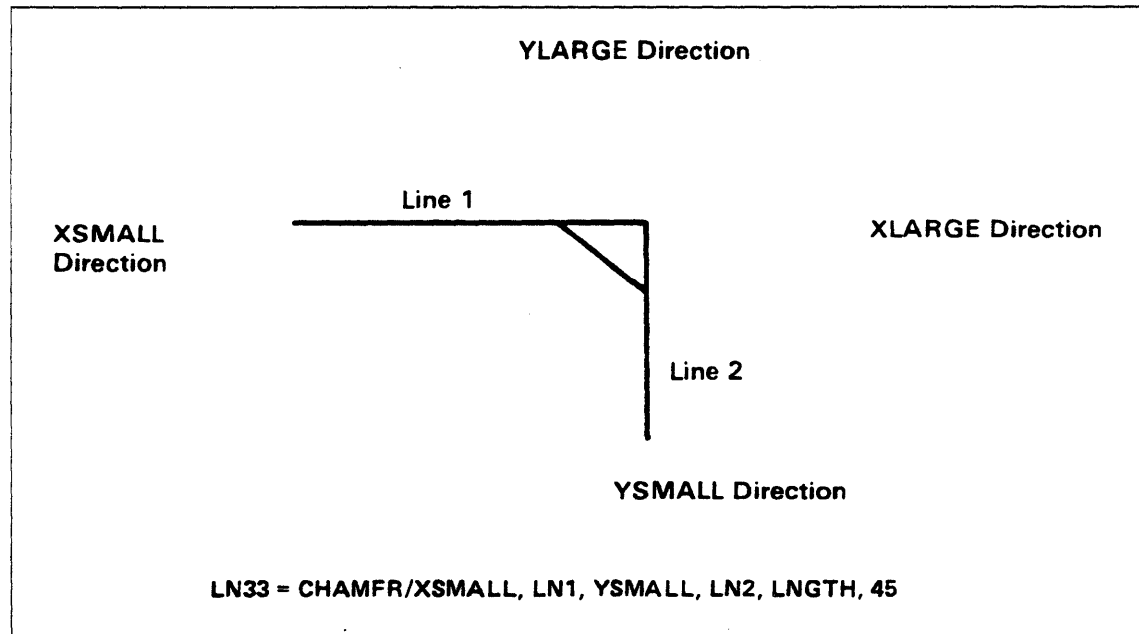 YLARGE Direction
Line 1
XSMALL
Direction
XLARGE Direction
Line 2
YSMALL Direction
LN33 = CHAMFR/XSMALL, LN1, YSMALL, LN2, LNGTH, 45